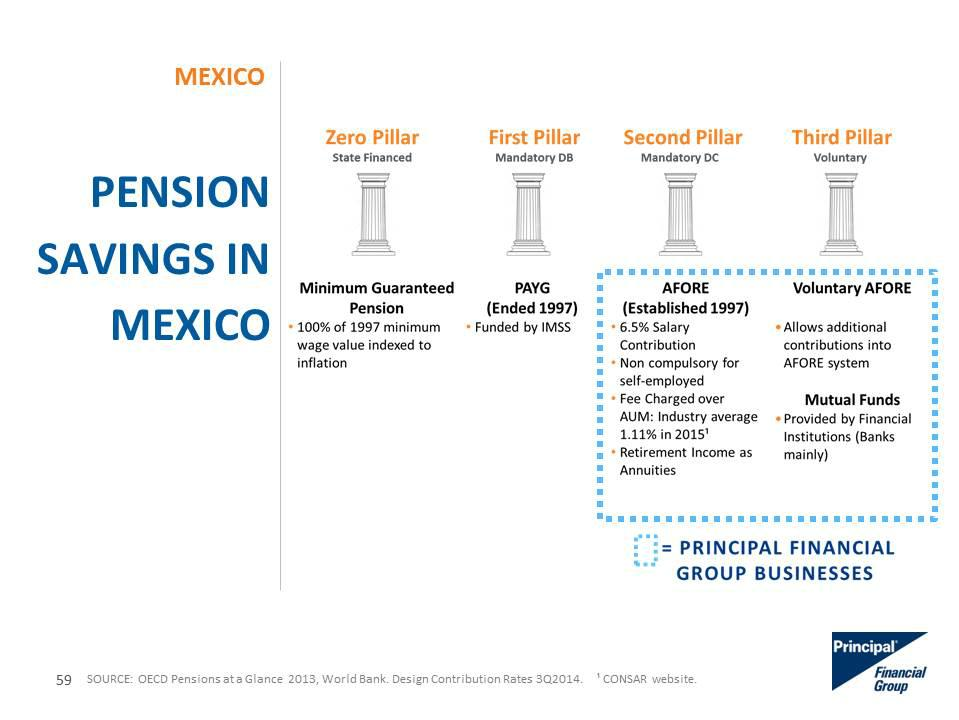 MEXICO
PENSION
SAVINGS IN
MEXICO
Zero Pillar
State Financed
First Pillar
Mandatory DB
Second Pillar
Mandatory DC
Third Pillar
Voluntary
Minimum Guaranteed
Pension
• 100% of 1997 minimum
wage value indexed to
inflation
PAYG
(Ended 1997)
• Funded by IMSS
AFORE
(Established 1997)
• 6.5% Salary
Contribution
• Non compulsory for
self-employed
• Fee Charged over
AUM: Industry average
1.11% in 2015¹
• Retirement Income as
Annuities
Voluntary AFORE
• Allows additional
contributions into
AFORE system
Mutual Funds
• Provided by Financial
Institutions (Banks
mainly)
= PRINCIPAL FINANCIAL
GROUP BUSINESSES
Principal®
Financial
Group
59 SOURCE: OECD Pensions at a Glance 2013, World Bank. Design Contribution Rates 3Q2014. ¹ CONSAR website.